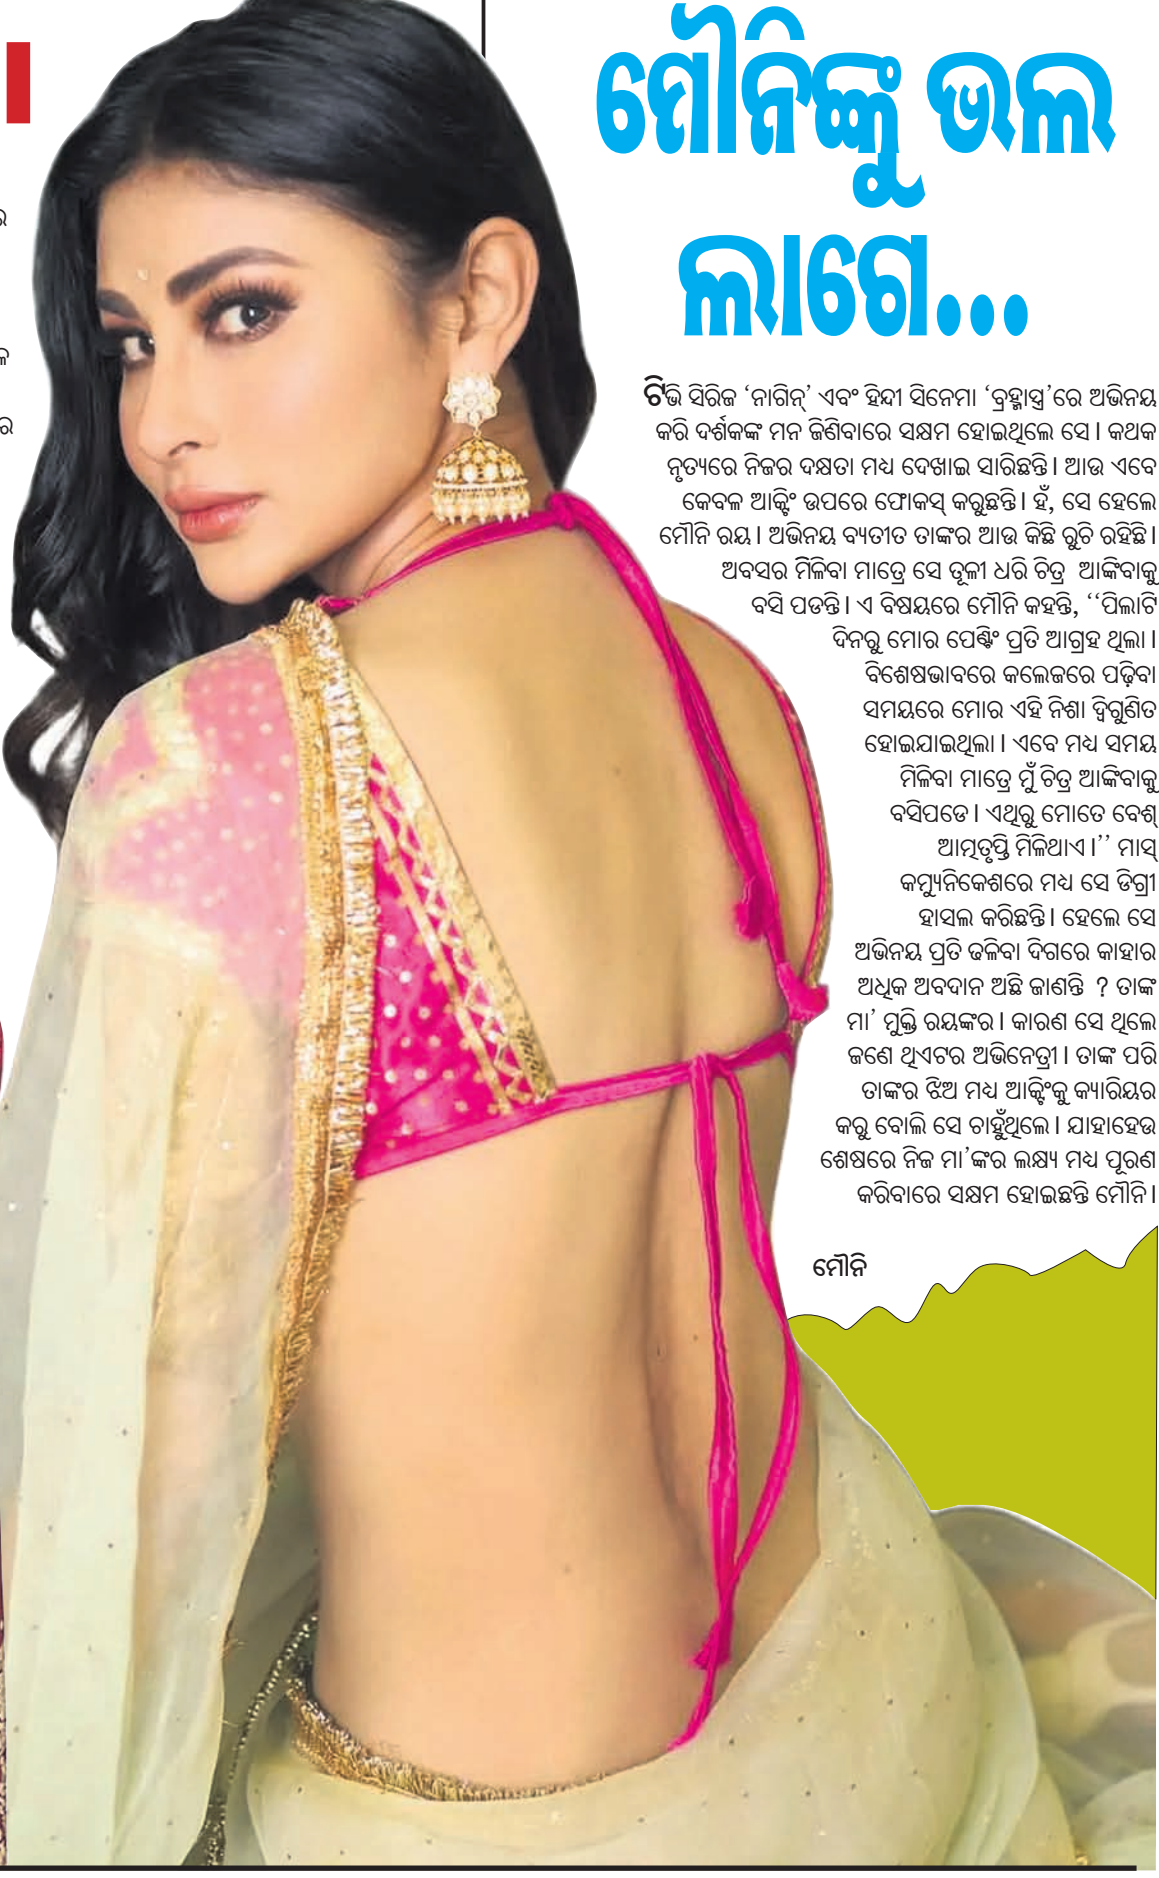 ମୌନିଙ୍କୁ ଭଲ
ଲାଗେ...
ଟିଭି ସିରିଜ ‘ନାଗିନ୍’ ଏବଂ ହିନ୍ଦୀ ସିନେମା ‘ବ୍ରହ୍ମାସ୍ତ୍ର’ରେ ଅଭିନୟ
କରି ଦର୍ଶକଙ୍କ ମନ ଜିଣିବାରେ ସକ୍ଷମ ହୋଇଥିଲେ ସେ। କଥକ
ନୃତ୍ୟରେ ନିଜର ଦକ୍ଷତା ମଧ୍ୟ ଦେଖାଇ ସାରିଛନ୍ତି। ଆଉ ଏବେ
କେବଳ ଆକ୍ଟିଂ ଉପରେ ଫୋକସ୍ କରୁଛନ୍ତି। ହଁ, ସେ ହେଲେ
ମୌନି ରୟ। ଅଭିନୟ ବ୍ୟତୀତ ତାଙ୍କର ଆଉ କିଛି ରୁଚି ରହିଛି।
ଅବସର ମିଳିବା ମାତ୍ରେ ସେ ତୂଳୀ ଧରି ଚିତ୍ର ଆଙ୍କିବାକୁ
ବସି ପଡନ୍ତି। ଏ ବିଷୟରେ ମୌନି କହନ୍ତି, ‘‘ପିଲାଟି
ଦିନରୁ ମୋର ପେଣ୍ଟିଂ ପ୍ରତି ଆଗ୍ରହ ଥିଲା।
ବିଶେଷଭାବରେ କଲେଜରେ ପଢ଼ିବା
ସମୟରେ ମୋର ଏହି ନିଶା ଦ୍ୱିଗୁଣିତ
ହୋଇଯାଇଥିଲା। ଏବେ ମଧ୍ୟ ସମୟ
ମିଳିବା ମାତ୍ରେ ମୁଁ ଚିତ୍ର ଆଙ୍କିବାକୁ
ବସିପଡେ। ଏଥିରୁ ମୋତେ ବେଶ୍
ଆତ୍ମତୃପ୍ତି ମିଳିଥାଏ।’’ ମାସ୍
କମ୍ୟୁନିକେଶରେ ମଧ୍ୟ ସେ ଡିଗ୍ରୀ
ହାସଲ କରିଛନ୍ତି। ହେଲେ ସେ
ଅଭିନୟ ପ୍ରତି ଢଳିବା ଦିଗରେ କାହାର
ଅଧିକ ଅବଦାନ ଅଛି ଜାଣନ୍ତି ? ତାଙ୍କ
ମା’ ମୁକ୍ତି ରୟଙ୍କର। କାରଣ ସେ ଥିଲେ
ଜଣେ ଥିଏଟର ଅଭିନେତ୍ରୀ। ତାଙ୍କ ପରି
ତାଙ୍କର ଝିଅ ମଧ୍ୟ ଆକ୍ଟିଂକୁ କ୍ୟାରିୟର
କରୁ ବୋଲି ସେ ଚାହୁଁଥିଲେ। ଯାହାହେଉ
ଶେଷରେ ନିଜ ମା’ଙ୍କର ଲକ୍ଷ୍ୟ ମଧ୍ୟ ପୂରଣ
କରିବାରେ ସକ୍ଷମ ହୋଇଛନ୍ତି ମୌନି।
ମୌନି